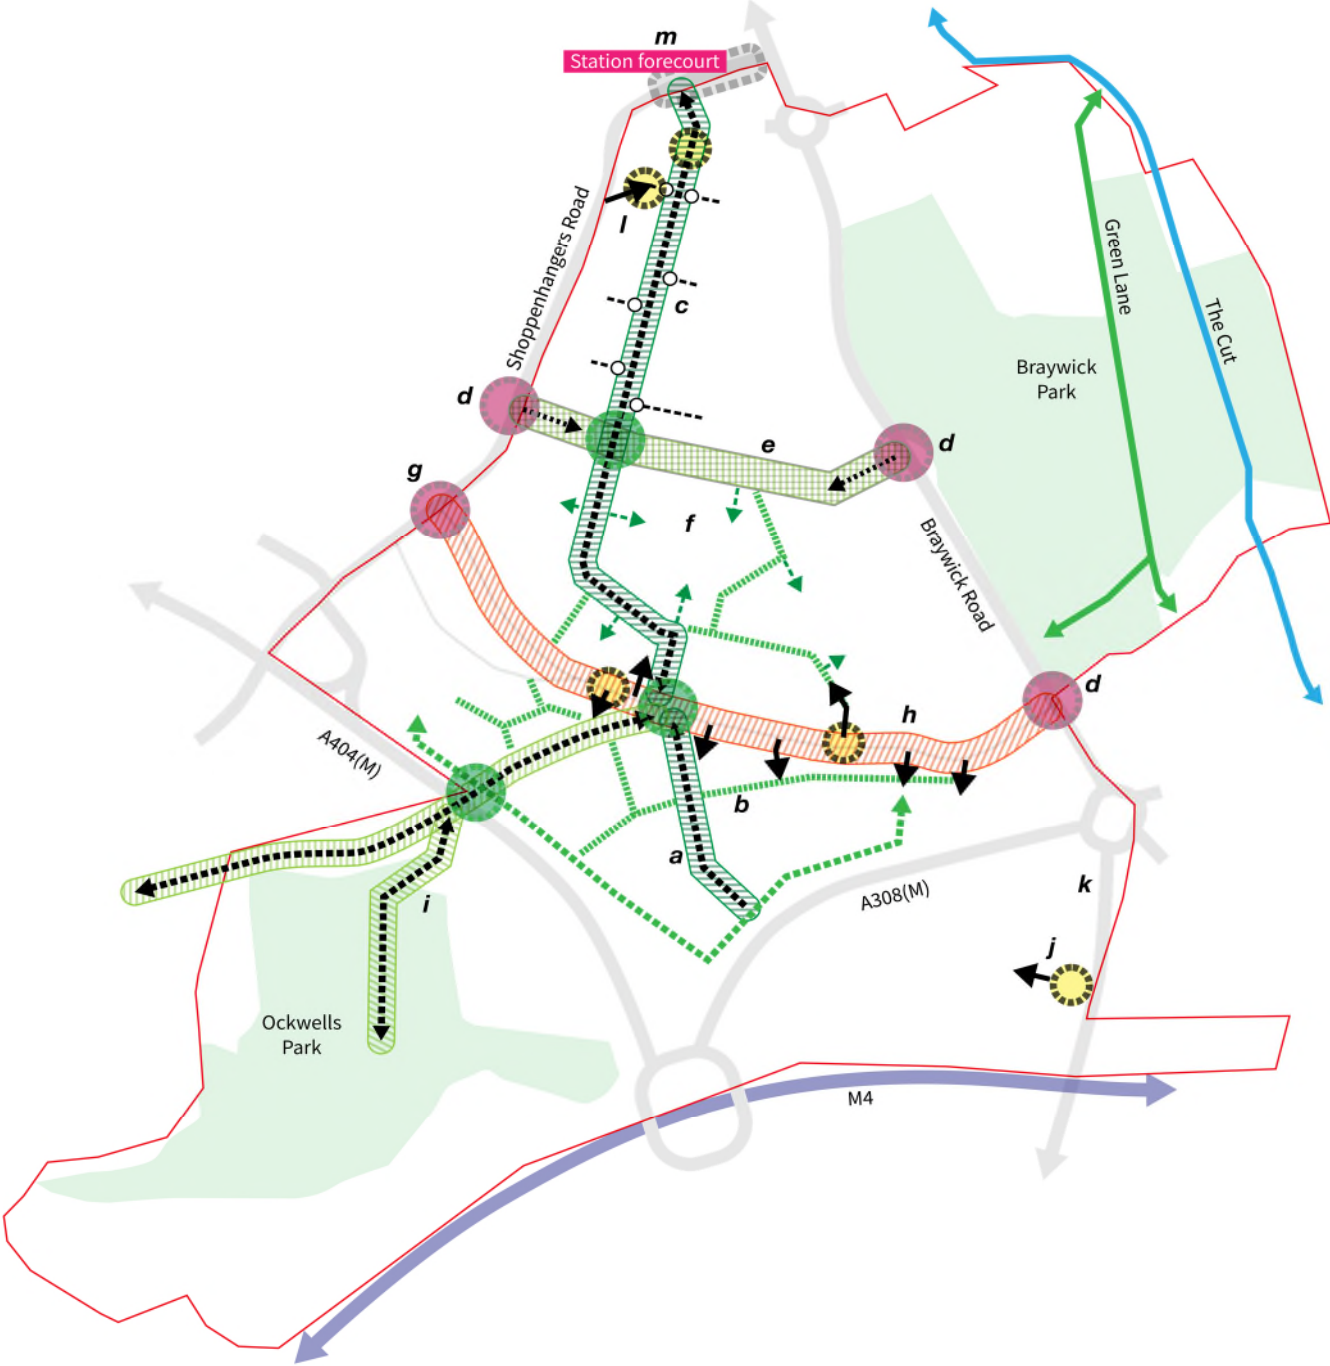 m
Station forecourt
Shoppenhangers Road
l
c
Green Lane
The Cut
Braywick
Park
d
e
d
g
f
Braywick Road
d
h
A404(M)
b
a
i
A308(M)
k
j
Ockwells
Park
M4